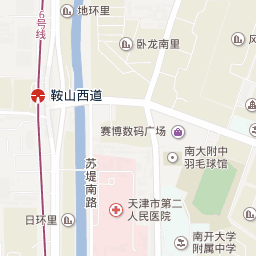 地环里
6号线
卧龙南里
风
鞍山西道
赛博数码广场
南大附中
羽毛球馆
苏堤南路
天津市第二
人民医院
日环里
南开大学
附属中学